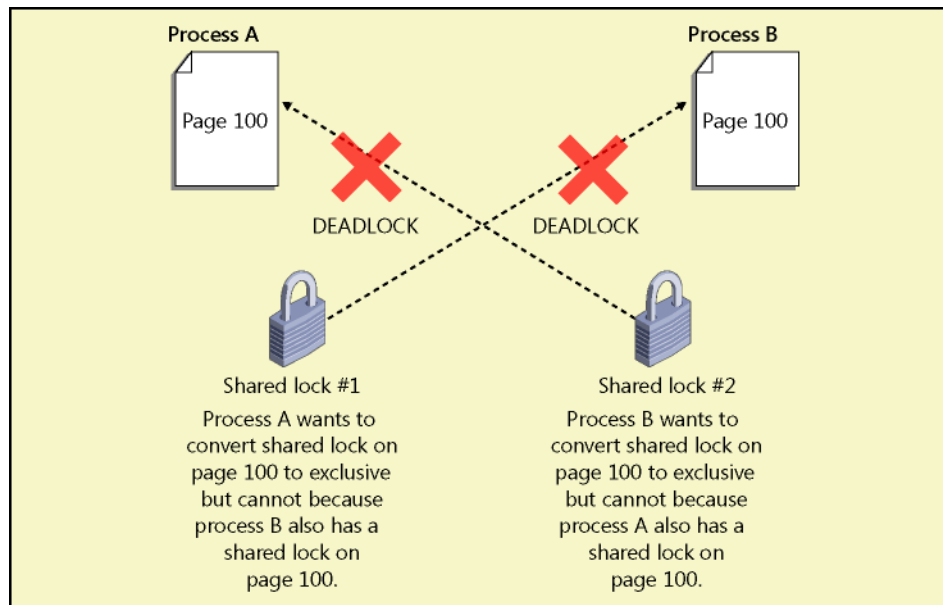 Process A
Process B
Page 100
Page 100
DEADLOCK
DEADLOCK
Shared lock #1
Process A wants to
convert shared lock on
page 100 to exclusive
but cannot because
process B also has a
shared lock on
page 100.
Shared lock #2
Process B wants to
convert shared lock on
page 100 to exclusive
but cannot because
process A also has a
shared lock on
page 100.